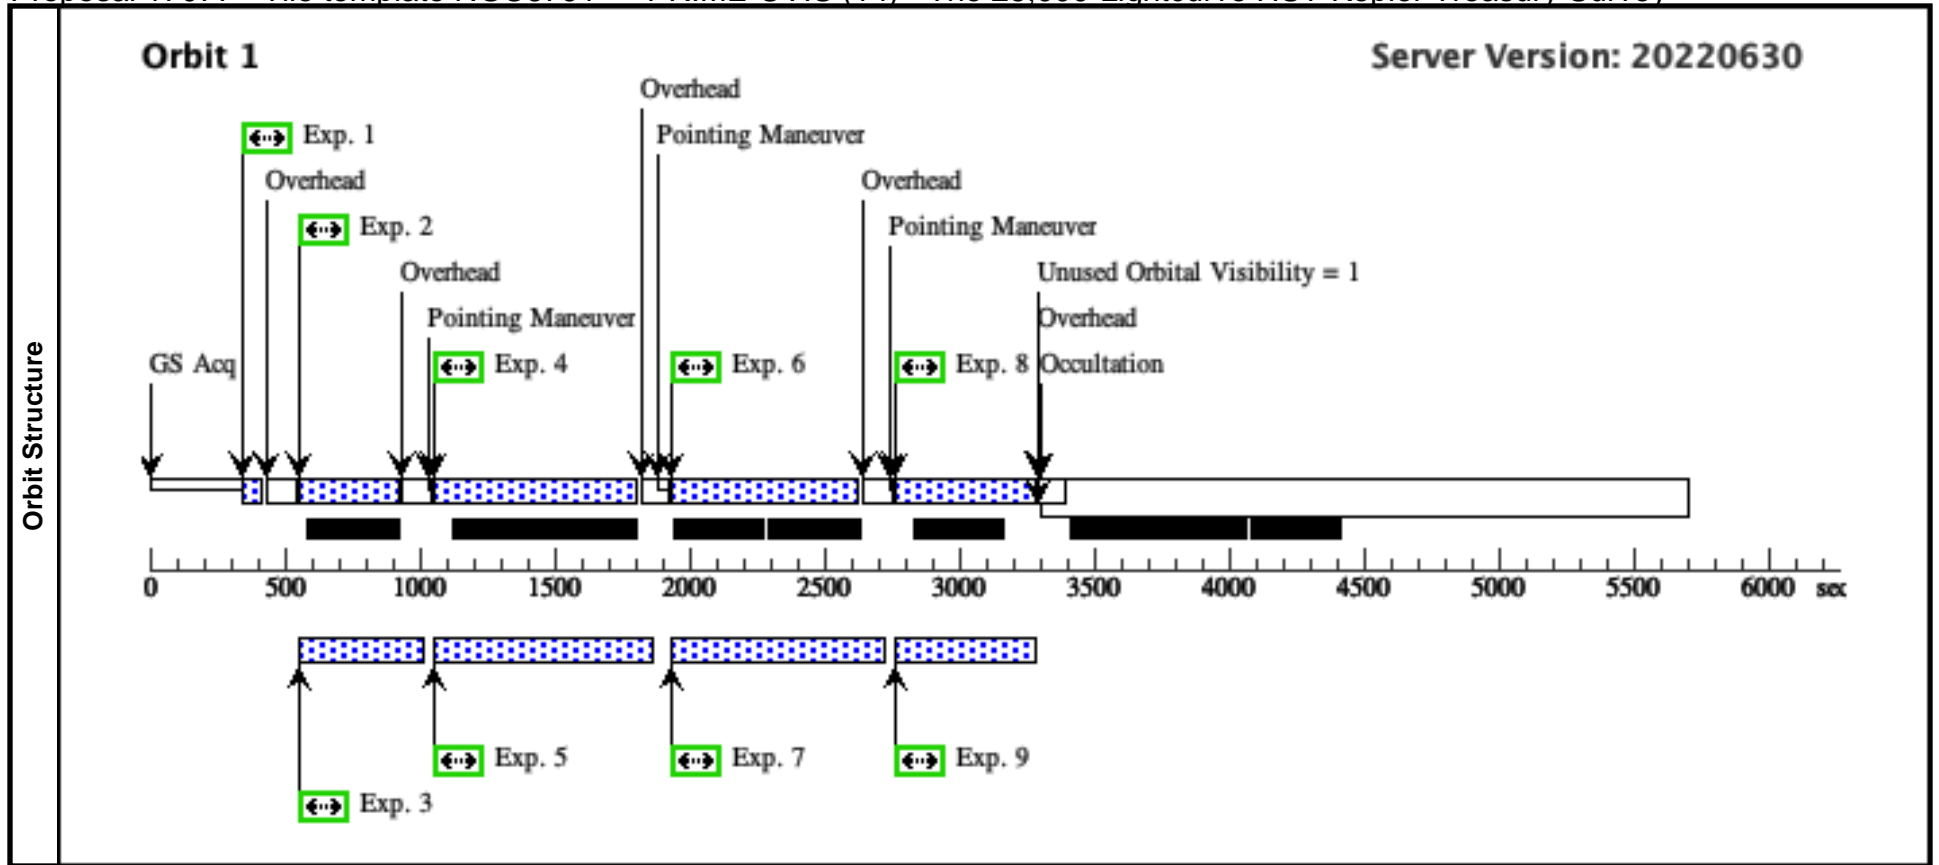 Orbit 1
Server Version: 20220630
Overhead
Exp. 1
Pointing Maneuver
Overhead
Overhead
Exp. 2
Pointing Maneuver
Overhead
Unused Orbital Visibility = 1
Pointing Maneuver
Overhead
GS Acq
Exp. 4
Exp. 6
Exp. 8
Occultation
Orbit Structure
0 500 1000 1500 2000 2500 3000 3500 4000 4500 5000 5500 6000 sec
Exp. 5
Exp. 7
Exp. 9
Exp. 3